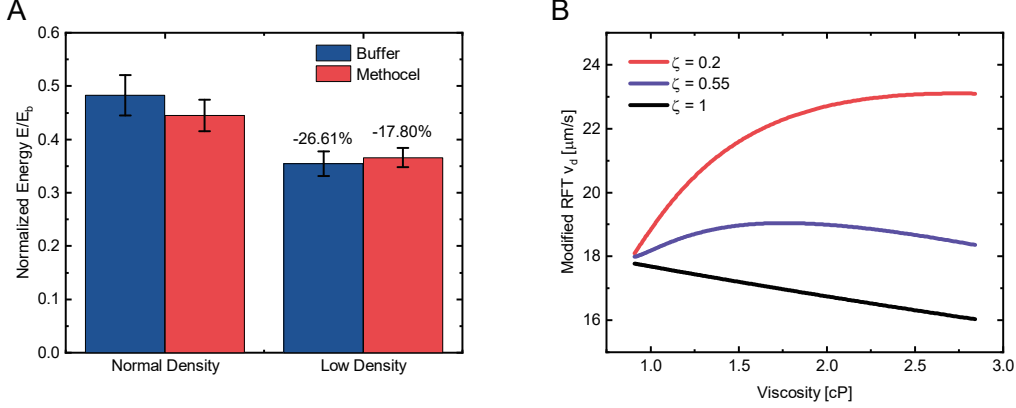 A
Normalized Energy E/E_b
0.6
0.5
0.4
0.3
0.2
0.1
0.0
Buffer
Methocel
-26.61%
-17.80%
Normal Density
Low Density
B
Modified RFT v_d [μm/s]
24
22
20
18
16
ζ = 0.2
ζ = 0.55
ζ = 1
1.0 1.5 2.0 2.5 3.0
Viscosity [cP]